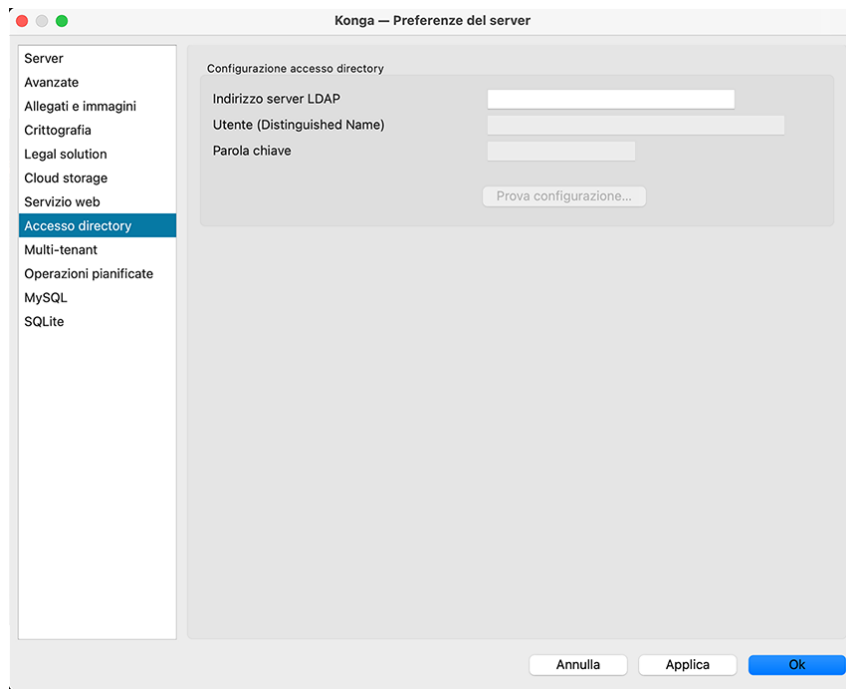 Konga — Preferenze del server
Server
Avanzate
Allegati e immagini
Crittografia
Legal solution
Cloud storage
Servizio web
Accesso directory
Multi-tenant
Operazioni pianificate
MySQL
SQLite
Configurazione accesso directory
Indirizzo server LDAP
Utente (Distinguished Name)
Parola chiave
Prova configurazione...
Annulla
Applica
Ok